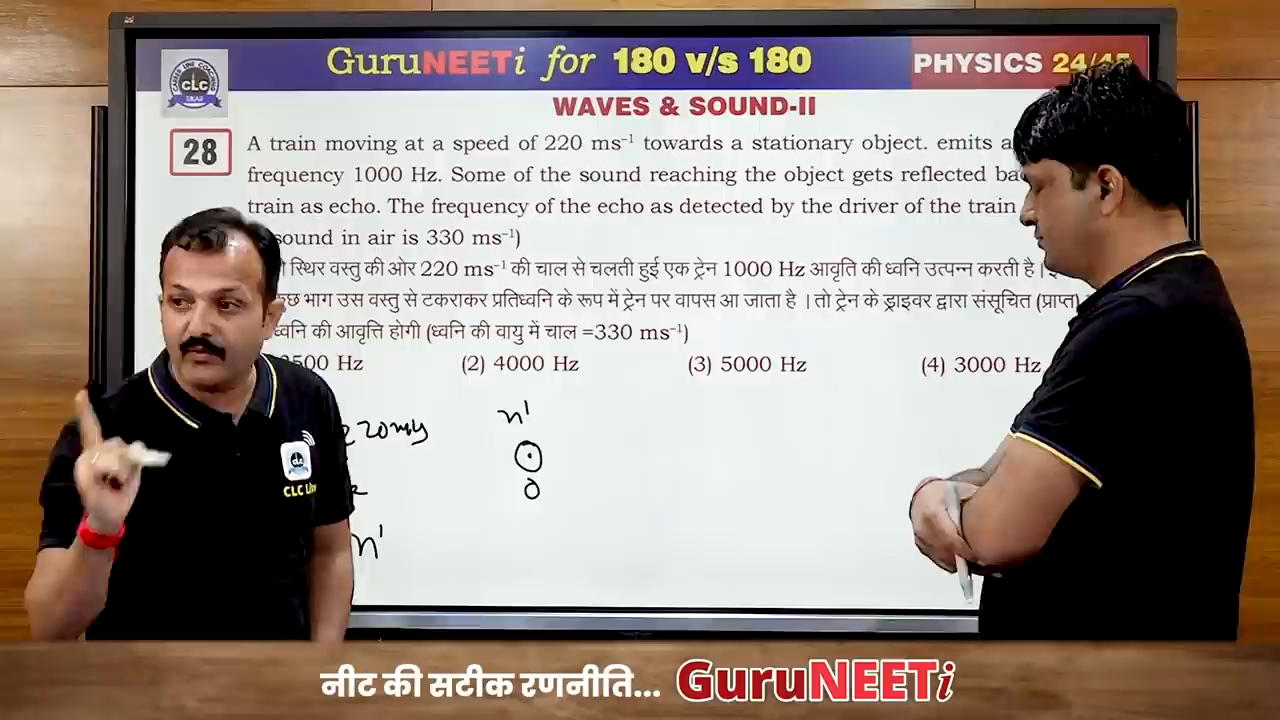 GuruNEETi for 180 v/s 180
PHYSICS 24/45
CLC
WAVES & SOUND-II
28
A train moving at a speed of 220 ms⁻¹ towards a stationary object. emits a
frequency 1000 Hz. Some of the sound reaching the object gets reflected
train as echo. The frequency of the echo as detected by the driver of the train
sound in air is 330 ms⁻¹)
स्थिर वस्तु की ओर 220 ms⁻¹ की चाल से चलती हुई एक ट्रेन 1000 Hz आवृति की ध्वनि उत्पन्न करती है।
भाग उस वस्तु से टकराकर प्रतिध्वनि के रूप में ट्रेन पर वापस आ जाता है । तो ट्रेन के ड्राइवर द्वारा संसूचित (प्राप्त)
की आवृत्ति होगी (ध्वनि की वायु में चाल =330 ms⁻¹)
500 Hz (2) 4000 Hz (3) 5000 Hz (4) 3000 Hz
n'
n'
CLC
नीट की सटीक रणनीति... GuruNEETi